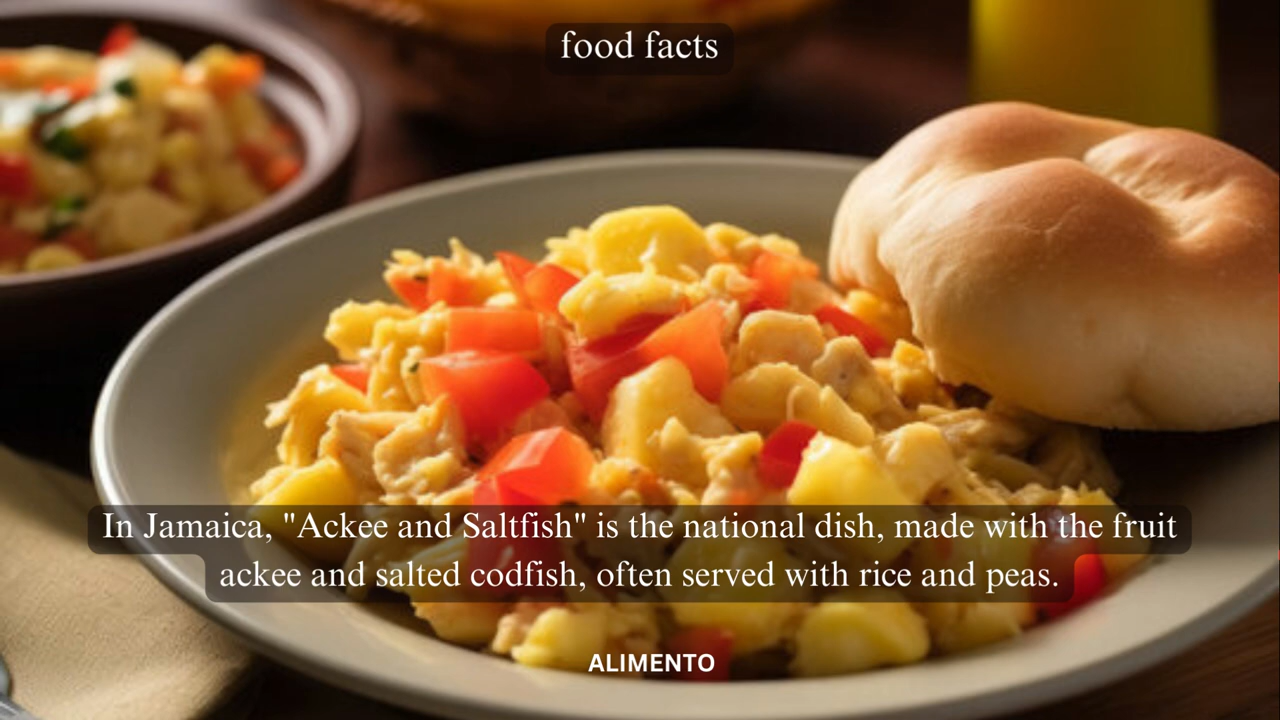 food facts
In Jamaica, "Ackee and Saltfish" is the national dish, made with the fruit
ackee and salted codfish, often served with rice and peas.
ALIMENTO